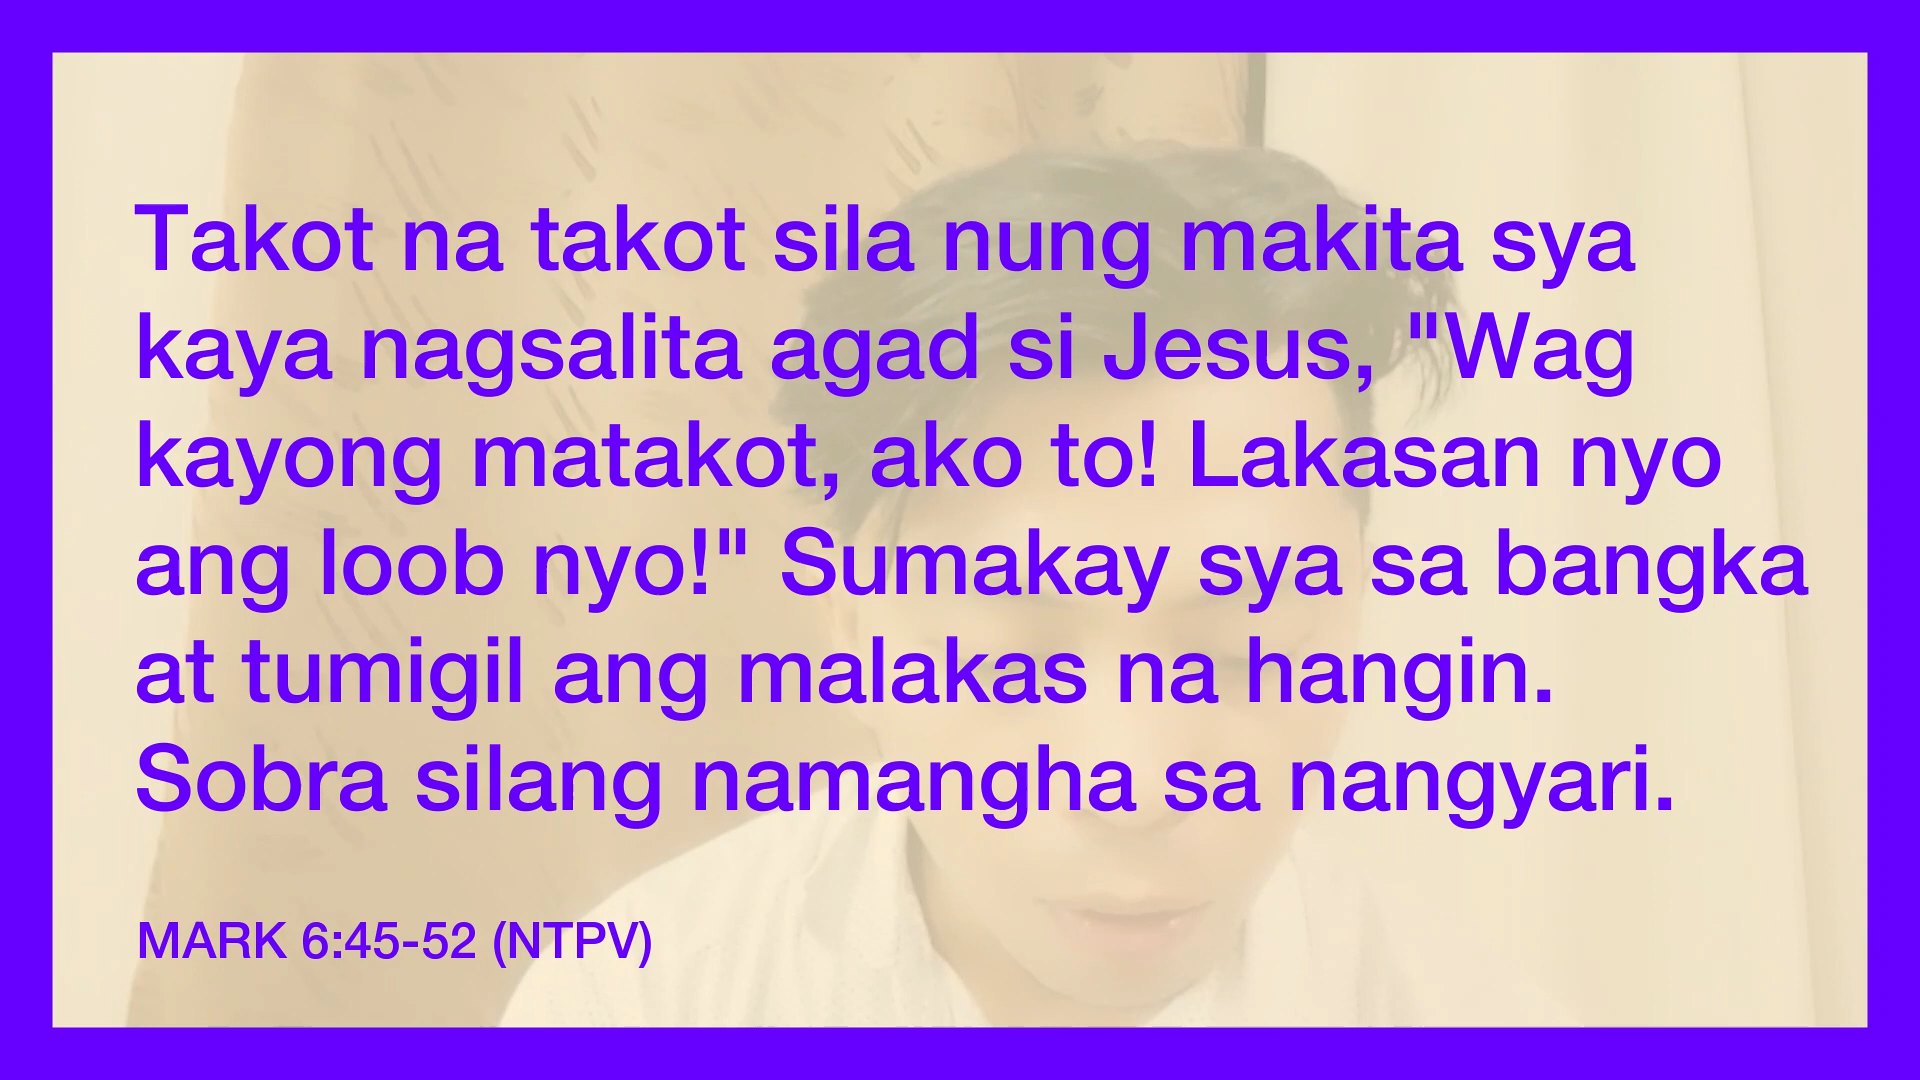 Takot na takot sila nung makita sya
kaya nagsalita agad si Jesus, "Wag
kayong matakot, ako to! Lakasan nyo
ang loob nyo!" Sumakay sya sa bangka
at tumigil ang malakas na hangin.
Sobra silang namangha sa nangyari.
MARK 6:45-52 (NTPV)